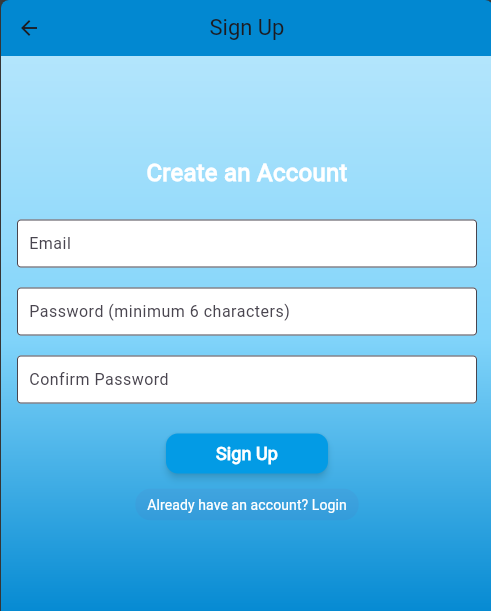 Sign Up
Create an Account
Email
Password (minimum 6 characters)
Confirm Password
Sign Up
Already have an account? Login